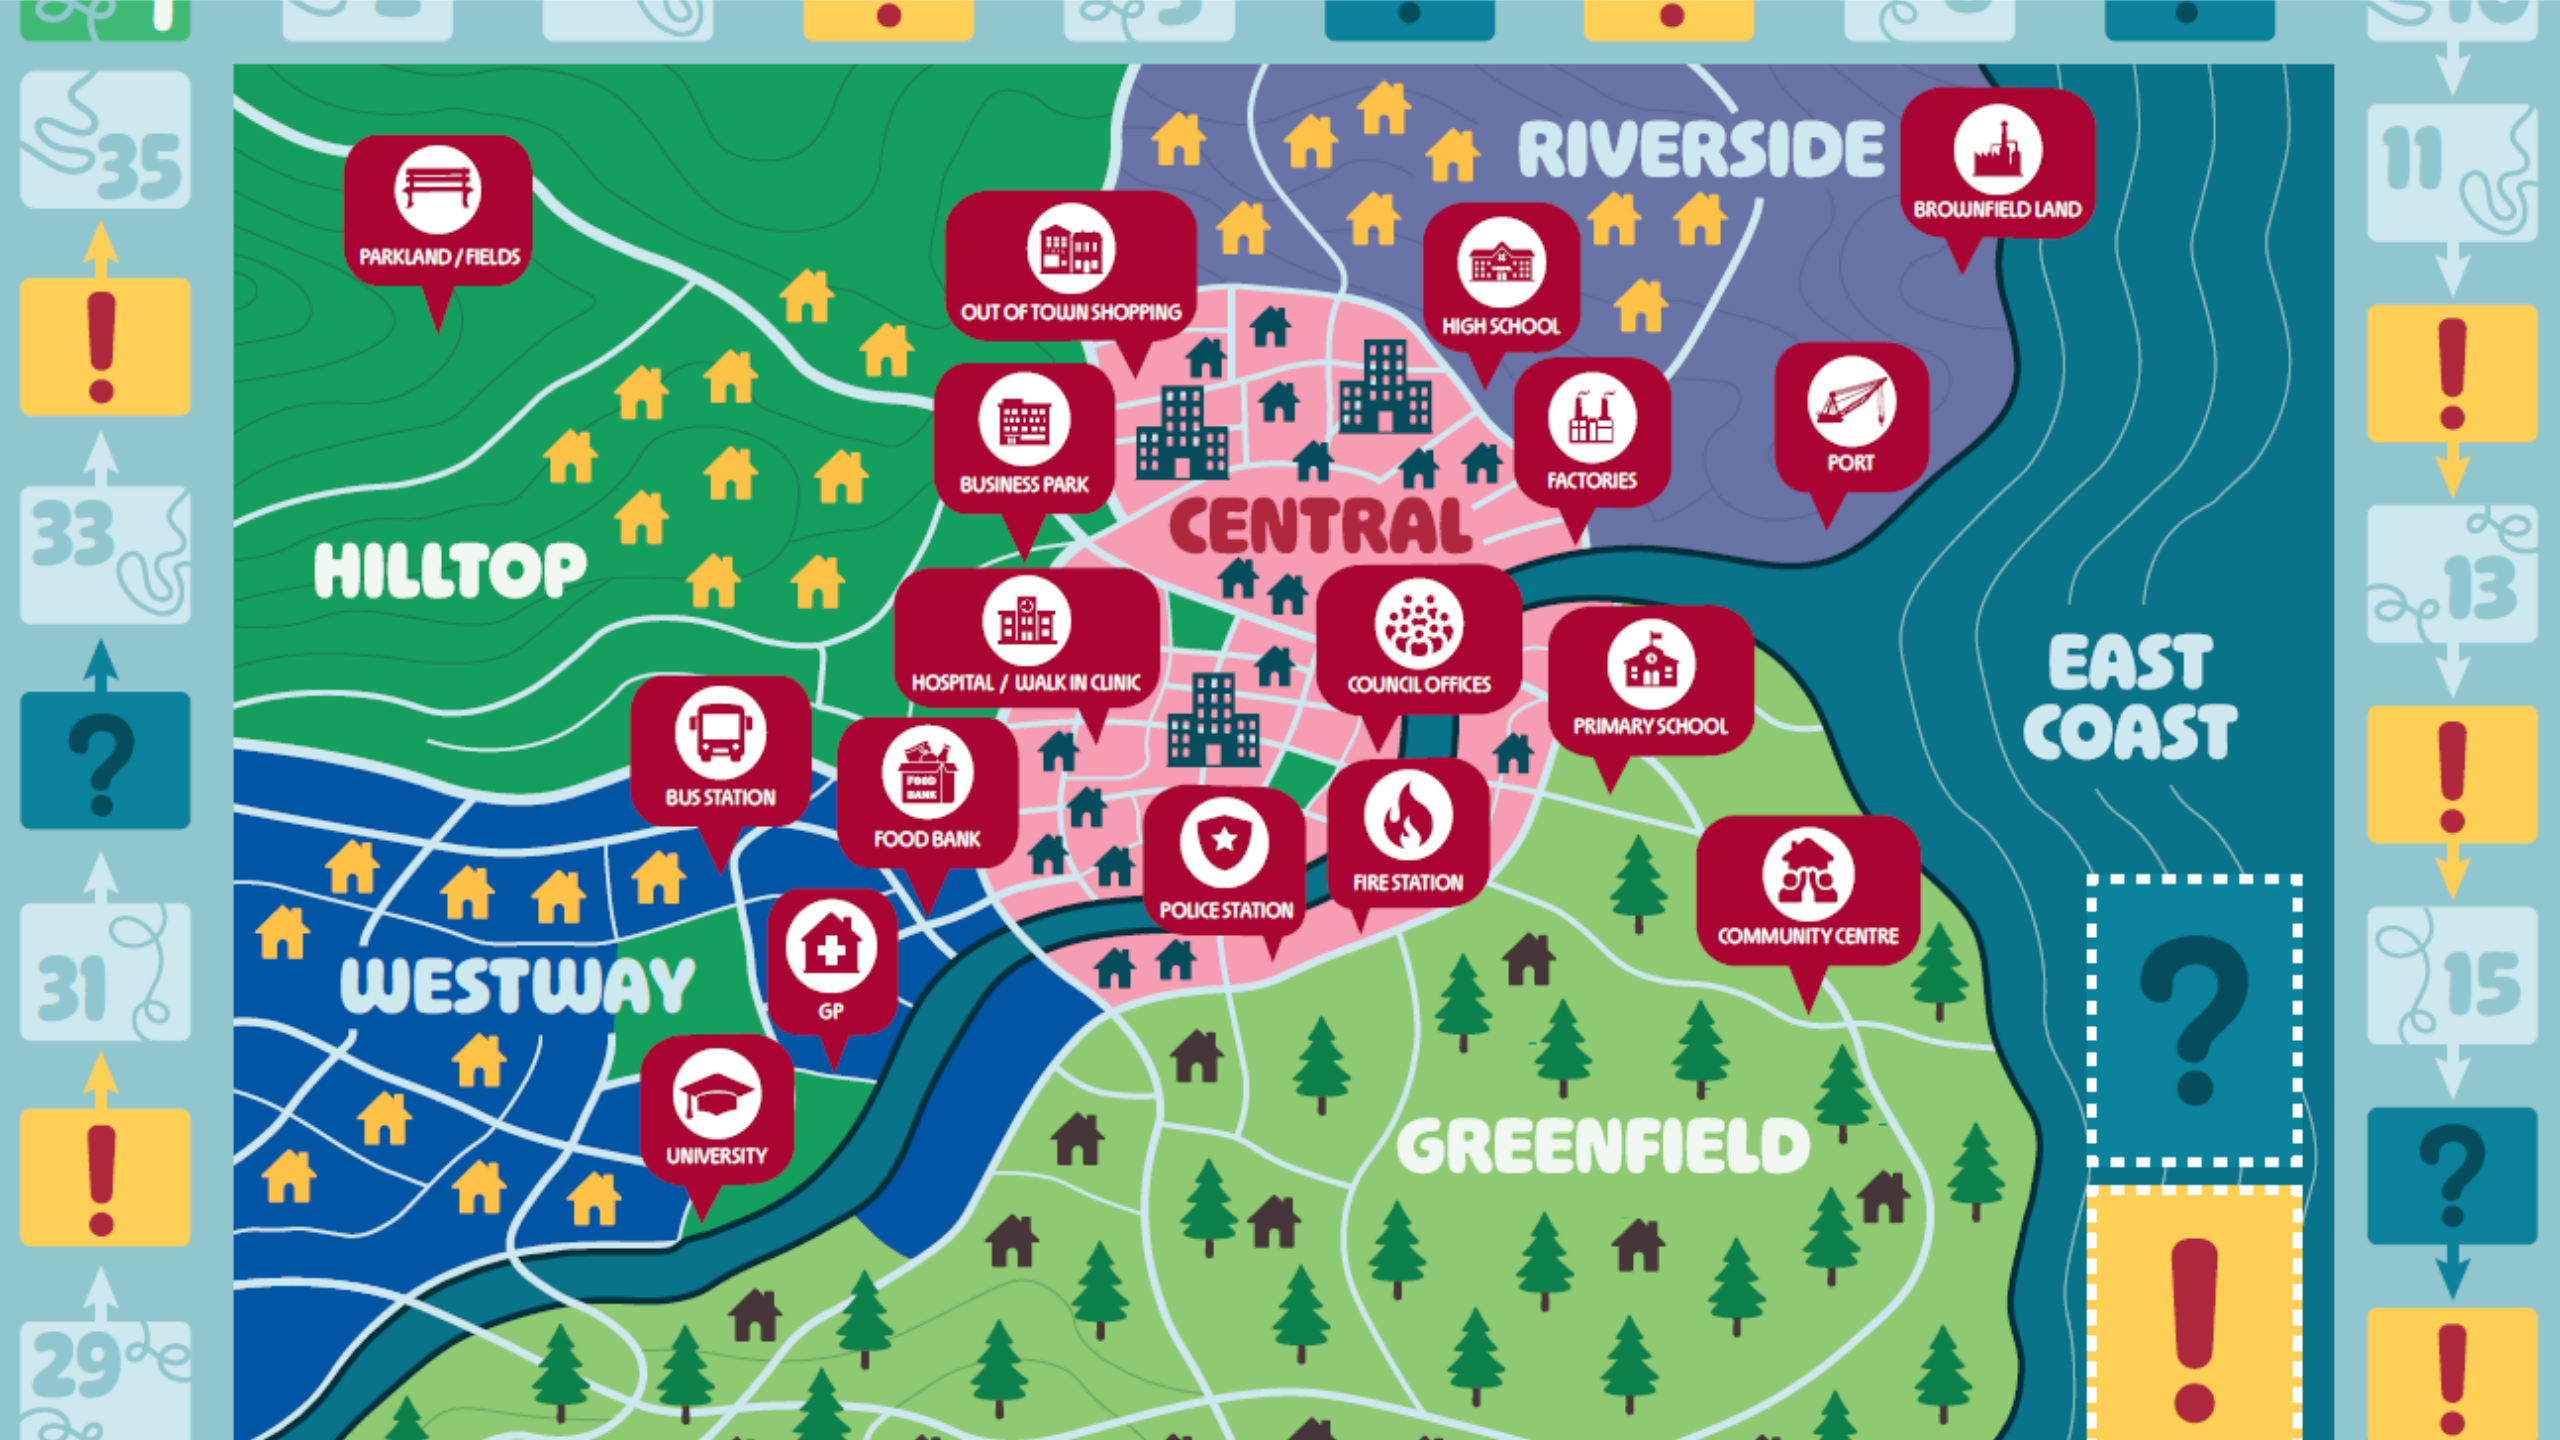 35
PARKLAND / FIELDS
RIVERSIDE
BROWNFIELD LAND
11
OUT OF TOWN SHOPPING
HIGH SCHOOL
!
!
BUSINESS PARK
FACTORIES
PORT
CENTRAL
33
HILLTOP
13
HOSPITAL / WALK IN CLINIC
COUNCIL OFFICES
PRIMARY SCHOOL
EAST
COAST
?
!
BUS STATION
FOOD
BANK
FOOD BANK
POLICE STATION
FIRE STATION
COMMUNITY CENTRE
31
WESTWAY
GP
?
15
!
UNIVERSITY
GREENFIELD
?
29
!
!